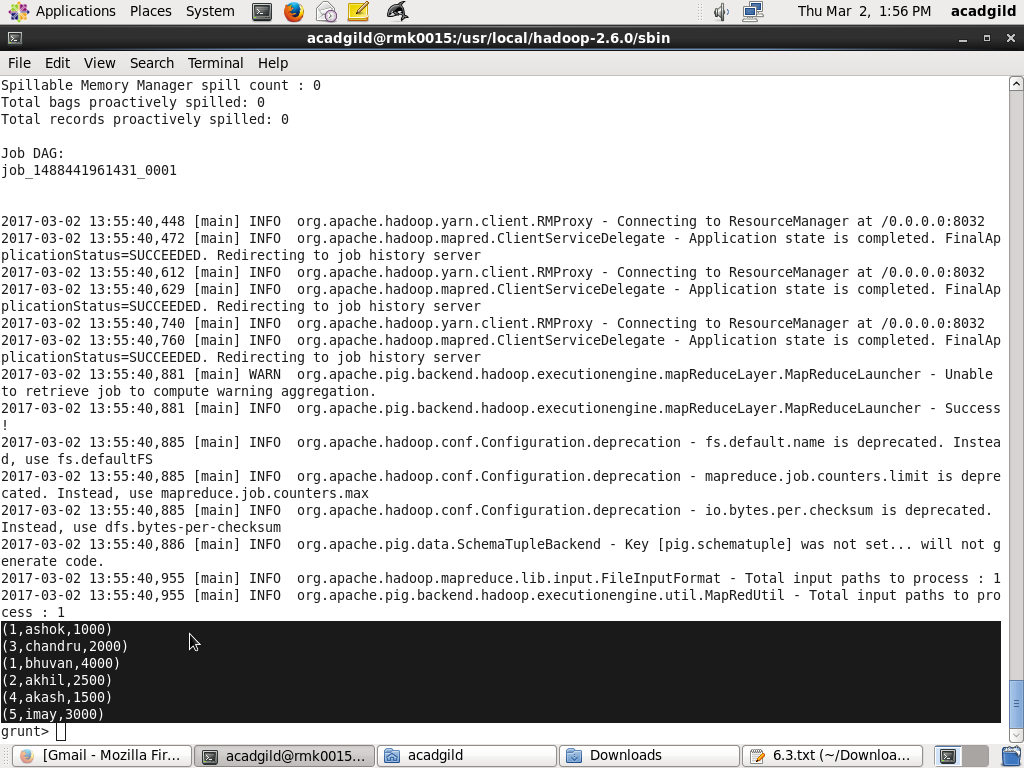 Applications Places System Thu Mar 2, 1:56 PM acadgild
acadgild@rmk0015:/usr/local/hadoop-2.6.0/sbin
File Edit View Search Terminal Help
Spillable Memory Manager spill count : 0
Total bags proactively spilled: 0
Total records proactively spilled: 0
Job DAG:
job_1488441961431_0001
2017-03-02 13:55:40,448 [main] INFO  org.apache.hadoop.yarn.client.RMProxy - Connecting to ResourceManager at /0.0.0.0:8032
2017-03-02 13:55:40,472 [main] INFO  org.apache.hadoop.mapred.ClientServiceDelegate - Application state is completed. FinalAp
plicationStatus=SUCCEEDED. Redirecting to job history server
2017-03-02 13:55:40,612 [main] INFO  org.apache.hadoop.yarn.client.RMProxy - Connecting to ResourceManager at /0.0.0.0:8032
2017-03-02 13:55:40,629 [main] INFO  org.apache.hadoop.mapred.ClientServiceDelegate - Application state is completed. FinalAp
plicationStatus=SUCCEEDED. Redirecting to job history server
2017-03-02 13:55:40,740 [main] INFO  org.apache.hadoop.yarn.client.RMProxy - Connecting to ResourceManager at /0.0.0.0:8032
2017-03-02 13:55:40,760 [main] INFO  org.apache.hadoop.mapred.ClientServiceDelegate - Application state is completed. FinalAp
plicationStatus=SUCCEEDED. Redirecting to job history server
2017-03-02 13:55:40,881 [main] WARN  org.apache.pig.backend.hadoop.executionengine.mapReduceLayer.MapReduceLauncher - Unable
to retrieve job to compute warning aggregation.
2017-03-02 13:55:40,881 [main] INFO  org.apache.pig.backend.hadoop.executionengine.mapReduceLayer.MapReduceLauncher - Success
!
2017-03-02 13:55:40,885 [main] INFO  org.apache.hadoop.conf.Configuration.deprecation - fs.default.name is deprecated. Instea
d, use fs.defaultFS
2017-03-02 13:55:40,885 [main] INFO  org.apache.hadoop.conf.Configuration.deprecation - mapreduce.job.counters.limit is depre
cated. Instead, use mapreduce.job.counters.max
2017-03-02 13:55:40,885 [main] INFO  org.apache.hadoop.conf.Configuration.deprecation - io.bytes.per.checksum is deprecated.
Instead, use dfs.bytes-per-checksum
2017-03-02 13:55:40,886 [main] INFO  org.apache.pig.data.SchemaTupleBackend - Key [pig.schematuple] was not set... will not g
enerate code.
2017-03-02 13:55:40,955 [main] INFO  org.apache.hadoop.mapreduce.lib.input.FileInputFormat - Total input paths to process : 1
2017-03-02 13:55:40,955 [main] INFO  org.apache.pig.backend.hadoop.executionengine.util.MapRedUtil - Total input paths to pro
cess : 1
(1,ashok,1000)
(3,chandru,2000)
(1,bhuvan,4000)
(2,akhil,2500)
(4,akash,1500)
(5,imay,3000)
grunt>
[Gmail - Mozilla Fir... acadgild@rmk0015... acadgild Downloads 6.3.txt (~/Downloa...